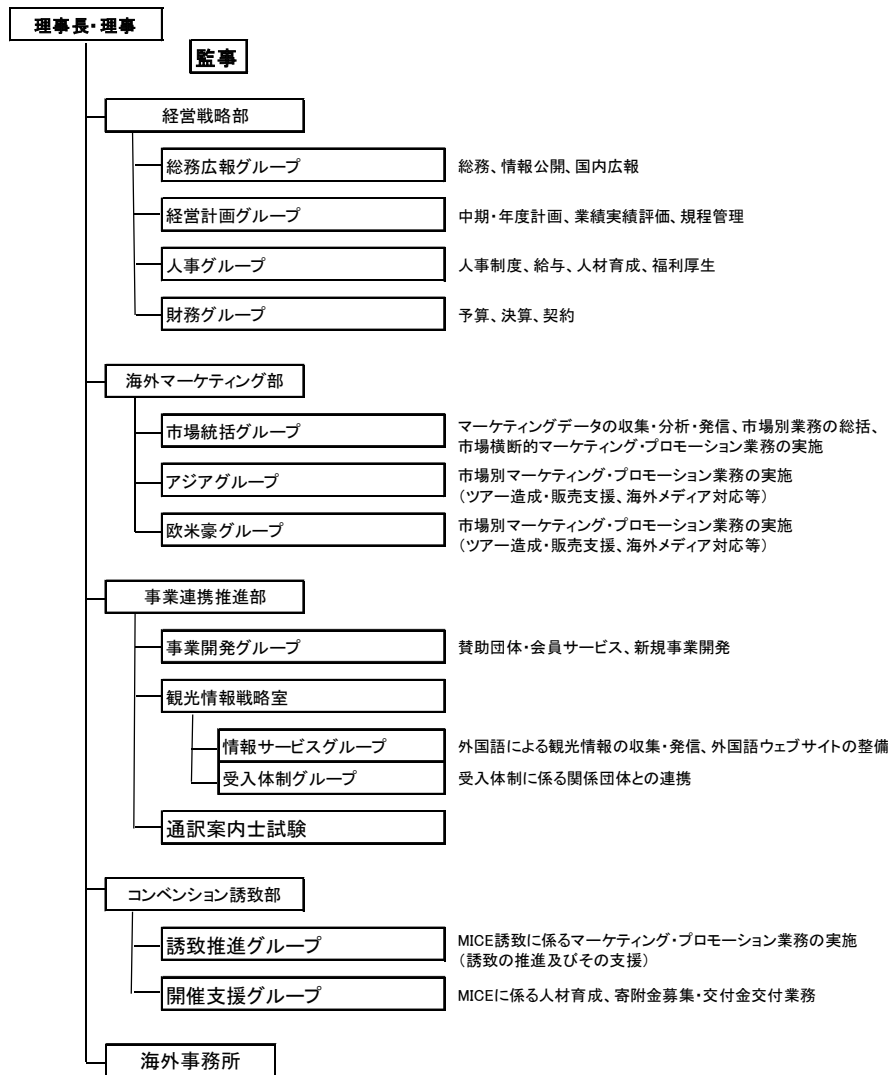 理事長・理事
監事
経営戦略部
総務広報グループ
総務、情報公開、国内広報
経営計画グループ
中期・年度計画、業績実績評価、規程管理
人事グループ
人事制度、給与、人材育成、福利厚生
財務グループ
予算、決算、契約
海外マーケティング部
市場統括グループ
マーケティングデータの収集・分析・発信、市場別業務の総括、
市場横断的マーケティング・プロモーション業務の実施
アジアグループ
市場別マーケティング・プロモーション業務の実施
（ツアー造成・販売支援、海外メディア対応等）
欧米豪グループ
市場別マーケティング・プロモーション業務の実施
（ツアー造成・販売支援、海外メディア対応等）
事業連携推進部
事業開発グループ
賛助団体・会員サービス、新規事業開発
観光情報戦略室
情報サービスグループ
外国語による観光情報の収集・発信、外国語ウェブサイトの整備
受入体制グループ
受入体制に係る関係団体との連携
通訳案内士試験
コンベンション誘致部
誘致推進グループ
MICE誘致に係るマーケティング・プロモーション業務の実施
（誘致の推進及びその支援）
開催支援グループ
MICEに係る人材育成、寄附金募集・交付金交付業務
海外事務所